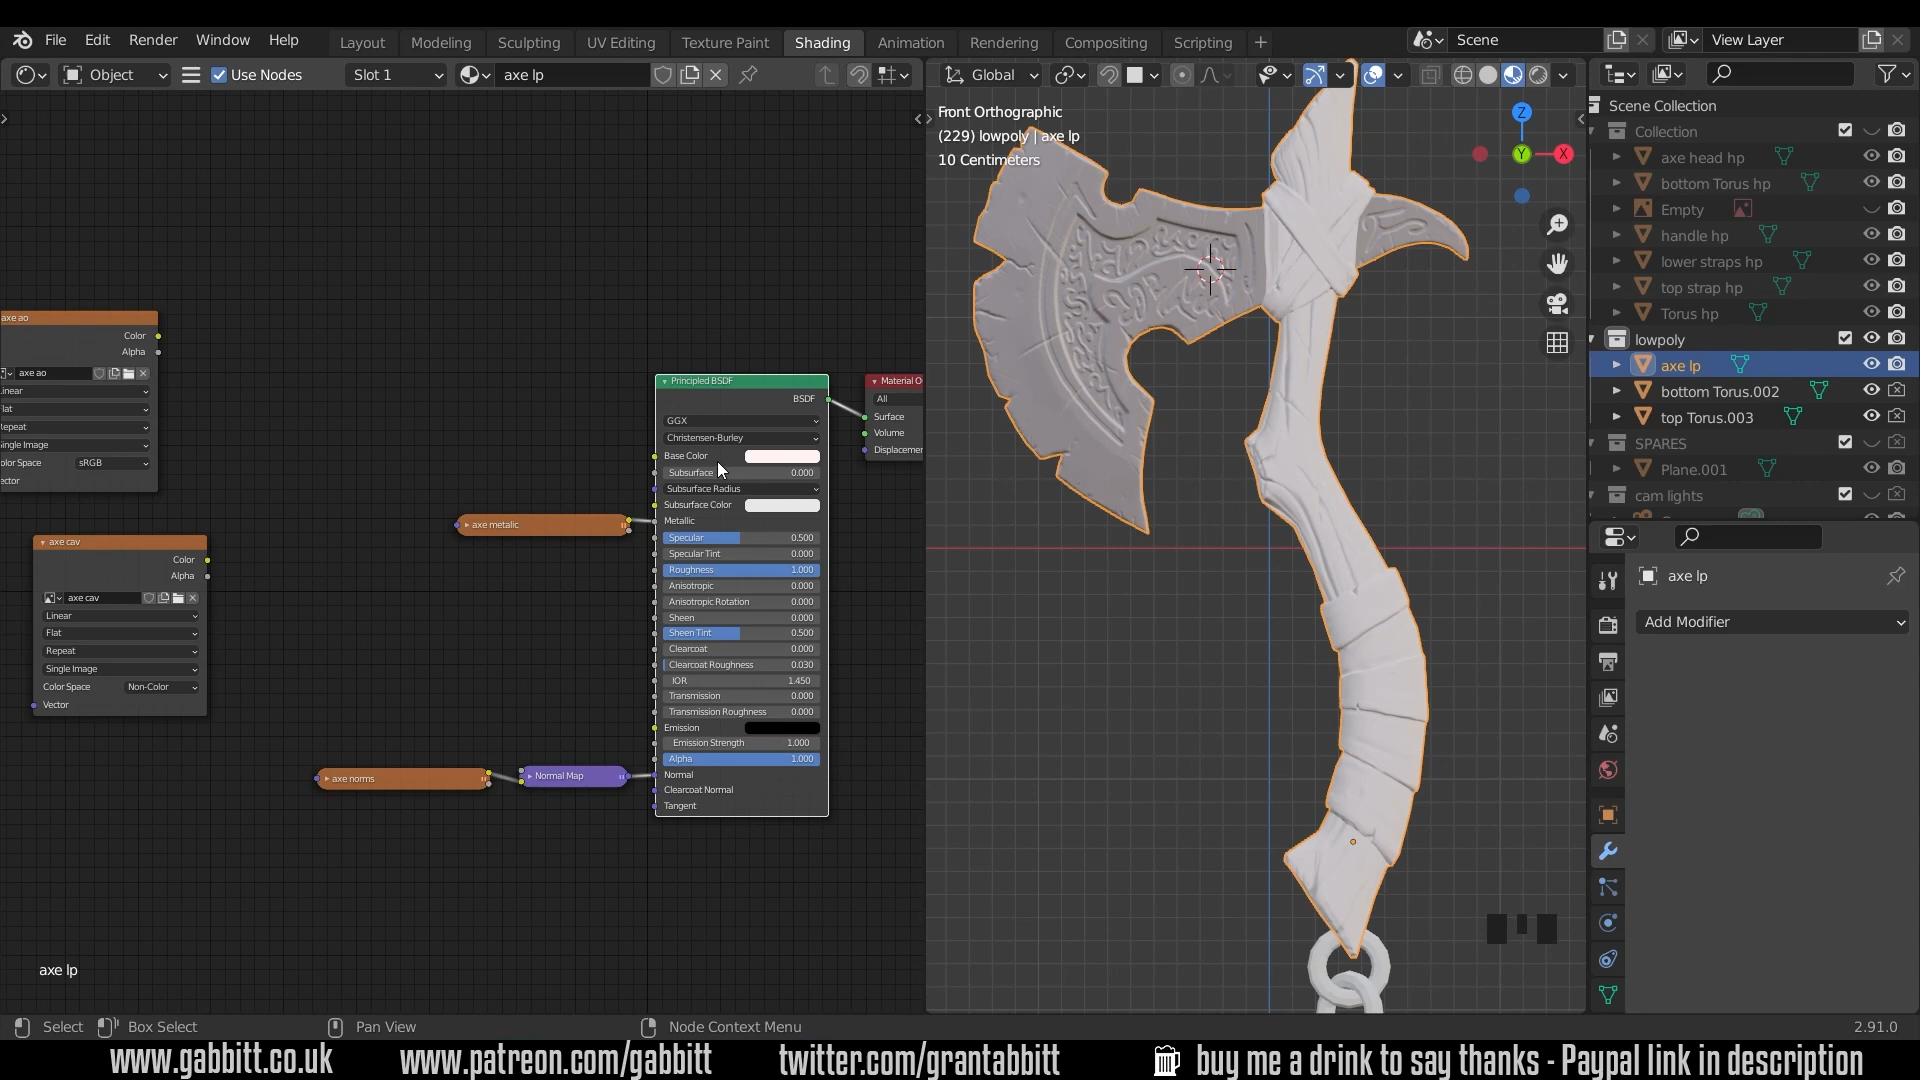 File Edit Render Window Help Layout Modeling Sculpting UV Editing Texture Paint Shading Animation Rendering Compositing Scripting Scene View Layer
Object Use Nodes Slot 1 axe lp Global
Front Orthographic
(229) lowpoly | axe lp
10 Centimeters
Z
Y
X
axe ao
Color
Alpha
axe ao
Flat
Single Image
sRGB
axe cav
Color
Alpha
axe cav
Linear
Flat
Repeat
Single Image
Color Space Non-Color
Vector
axe metalic
axe norms
Normal Map
Principled BSDF
BSDF
GGX
Christensen-Burley
Base Color
Subsurface 0.000
Subsurface Radius
Subsurface Color
Metallic
Specular 0.500
Specular Tint 0.000
Roughness 1.000
Anisotropic 0.000
Anisotropic Rotation 0.000
Sheen 0.000
Sheen Tint 0.500
Clearcoat 0.000
Clearcoat Roughness 0.030
IOR 1.450
Transmission 0.000
Transmission Roughness 0.000
Emission
Emission Strength 1.000
Alpha 1.000
Normal
Clearcoat Normal
Tangent
Material O
All
Surface
Volume
Displacemen
axe lp
Scene Collection
Collection
axe head hp
bottom Torus hp
Empty
handle hp
lower straps hp
top strap hp
Torus hp
lowpoly
axe lp
bottom Torus.002
top Torus.003
SPARES
Plane.001
cam lights
axe lp
Add Modifier
Select Box Select Pan View Node Context Menu 2.91.0
www.gabbitt.co.uk www.patreon.com/gabbitt twitter.com/grantabbitt buy me a drink to say thanks - Paypal link in description